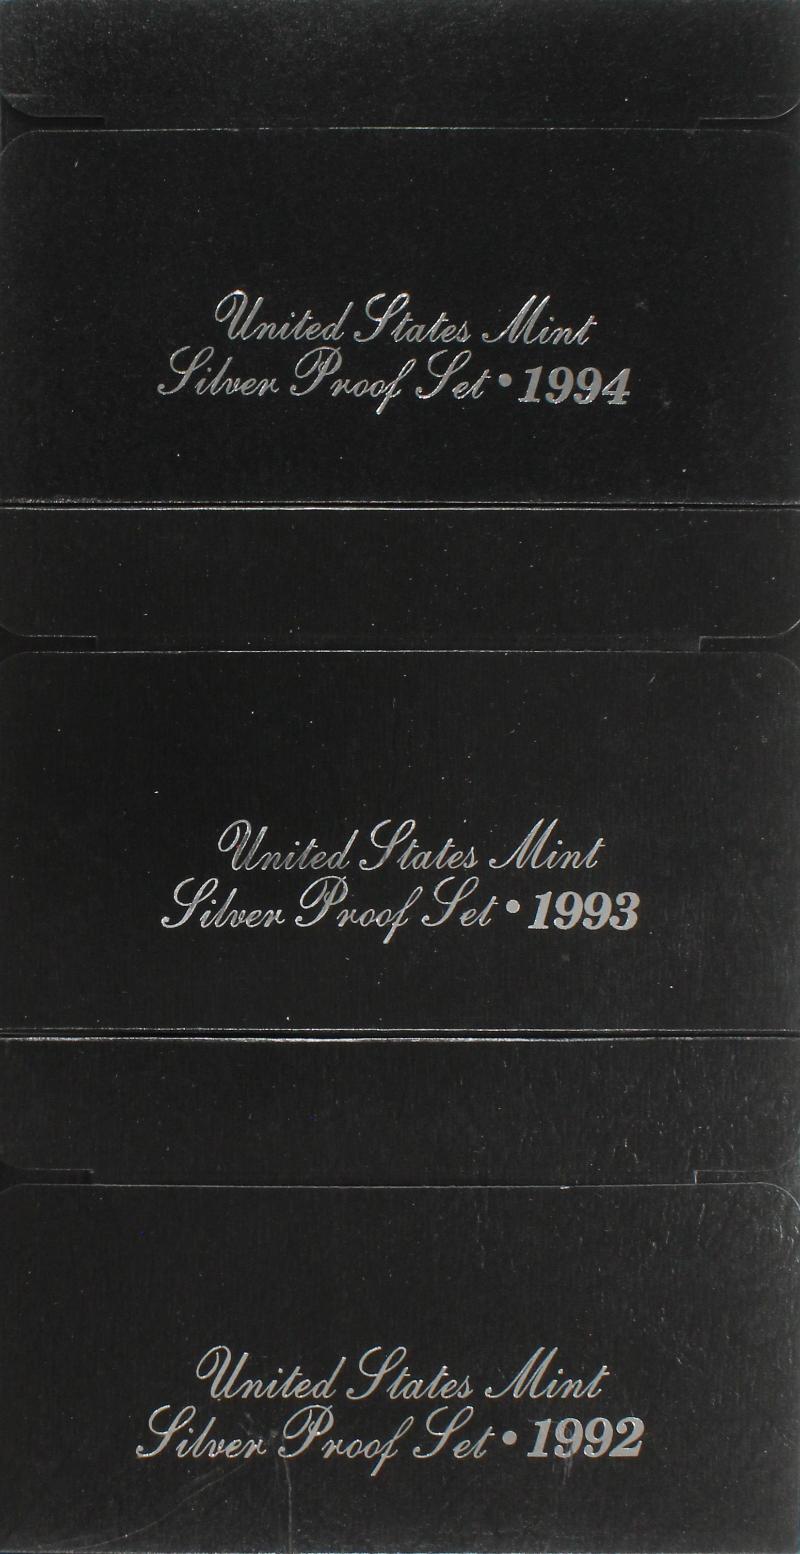 United States Mint
Silver Proof Set • 1994
United States Mint
Silver Proof Set • 1993
United States Mint
Silver Proof Set • 1992